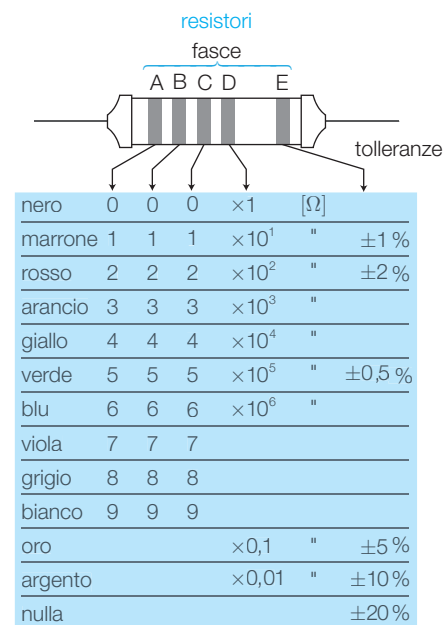 resistori
fasce
A B C D E
tolleranze
nero 0 0 0 ×1 [Ω]
marrone 1 1 1 ×10¹ " ±1 %
rosso 2 2 2 ×10² " ±2 %
arancio 3 3 3 ×10³ "
giallo 4 4 4 ×10⁴ "
verde 5 5 5 ×10⁵ " ±0,5 %
blu 6 6 6 ×10⁶ "
viola 7 7 7
grigio 8 8 8
bianco 9 9 9
oro ×0,1 " ±5 %
argento ×0,01 " ±10 %
nulla ±20 %